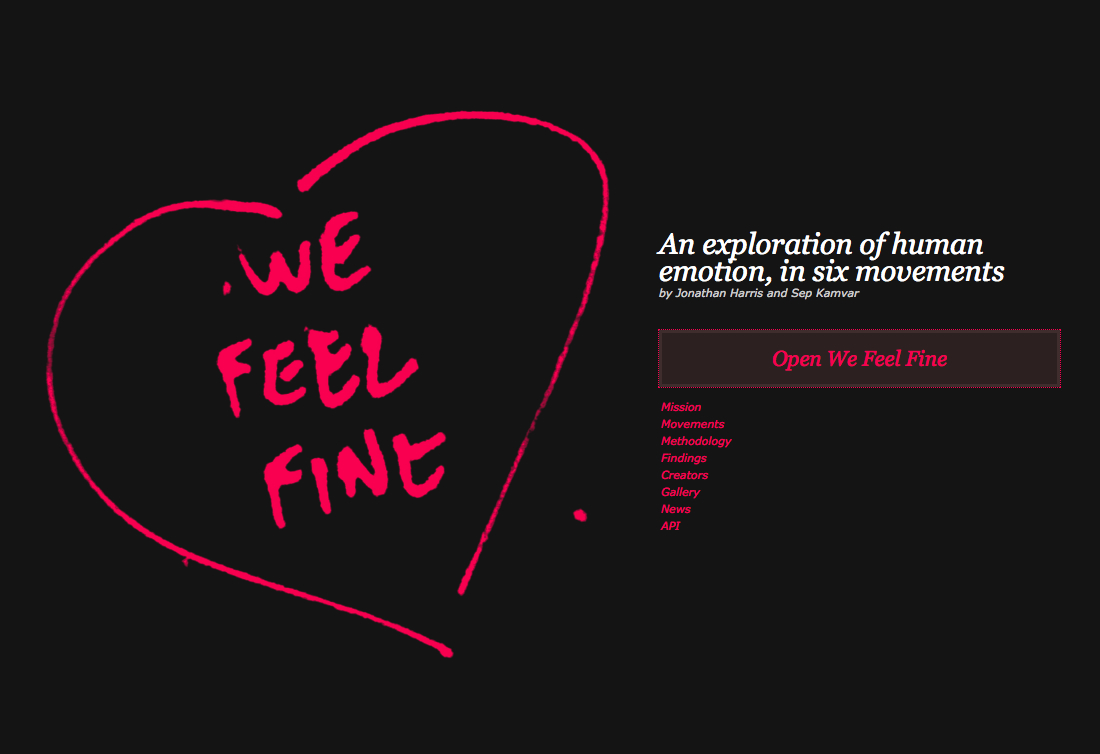 WE
FEEL
FINE
An exploration of human
emotion, in six movements
by Jonathan Harris and Sep Kamvar
Open We Feel Fine
Mission
Movements
Methodology
Findings
Creators
Gallery
News
API